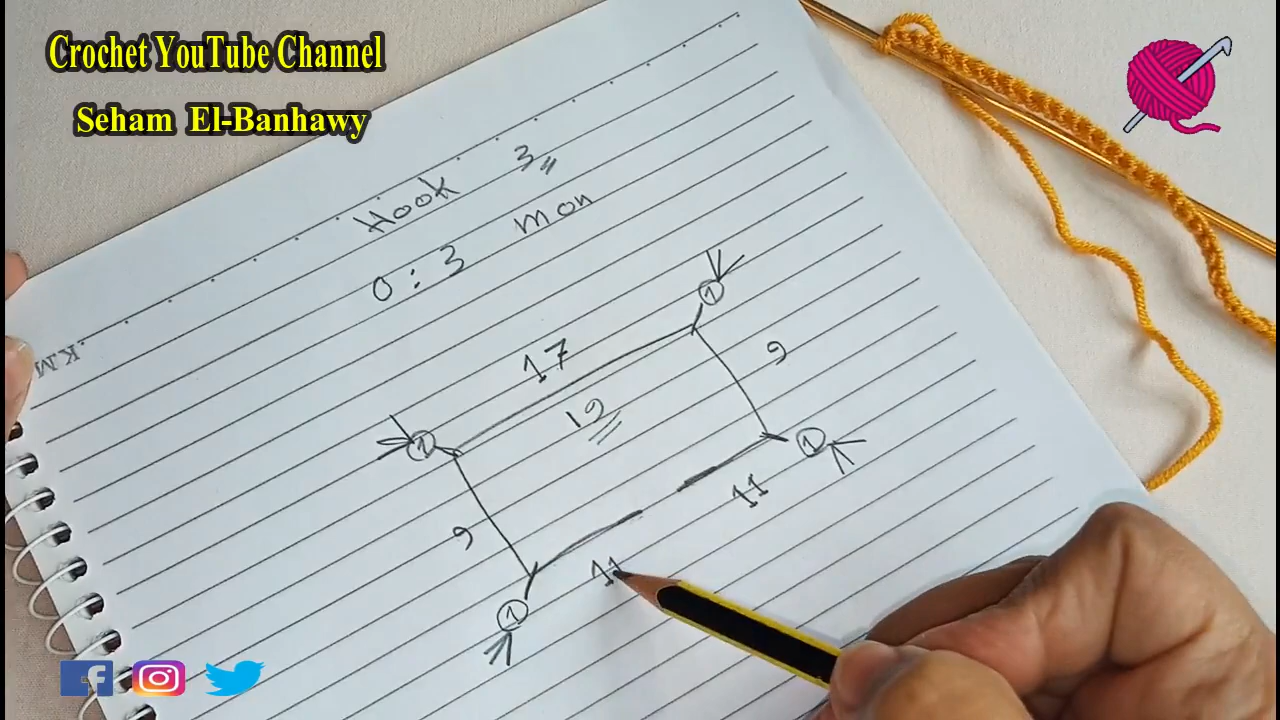 Crochet YouTube Channel
Seham El-Banhawy
K.M
Hook 3
0 : 3 mon
1
17
9
19
1
1
11
9
11
1